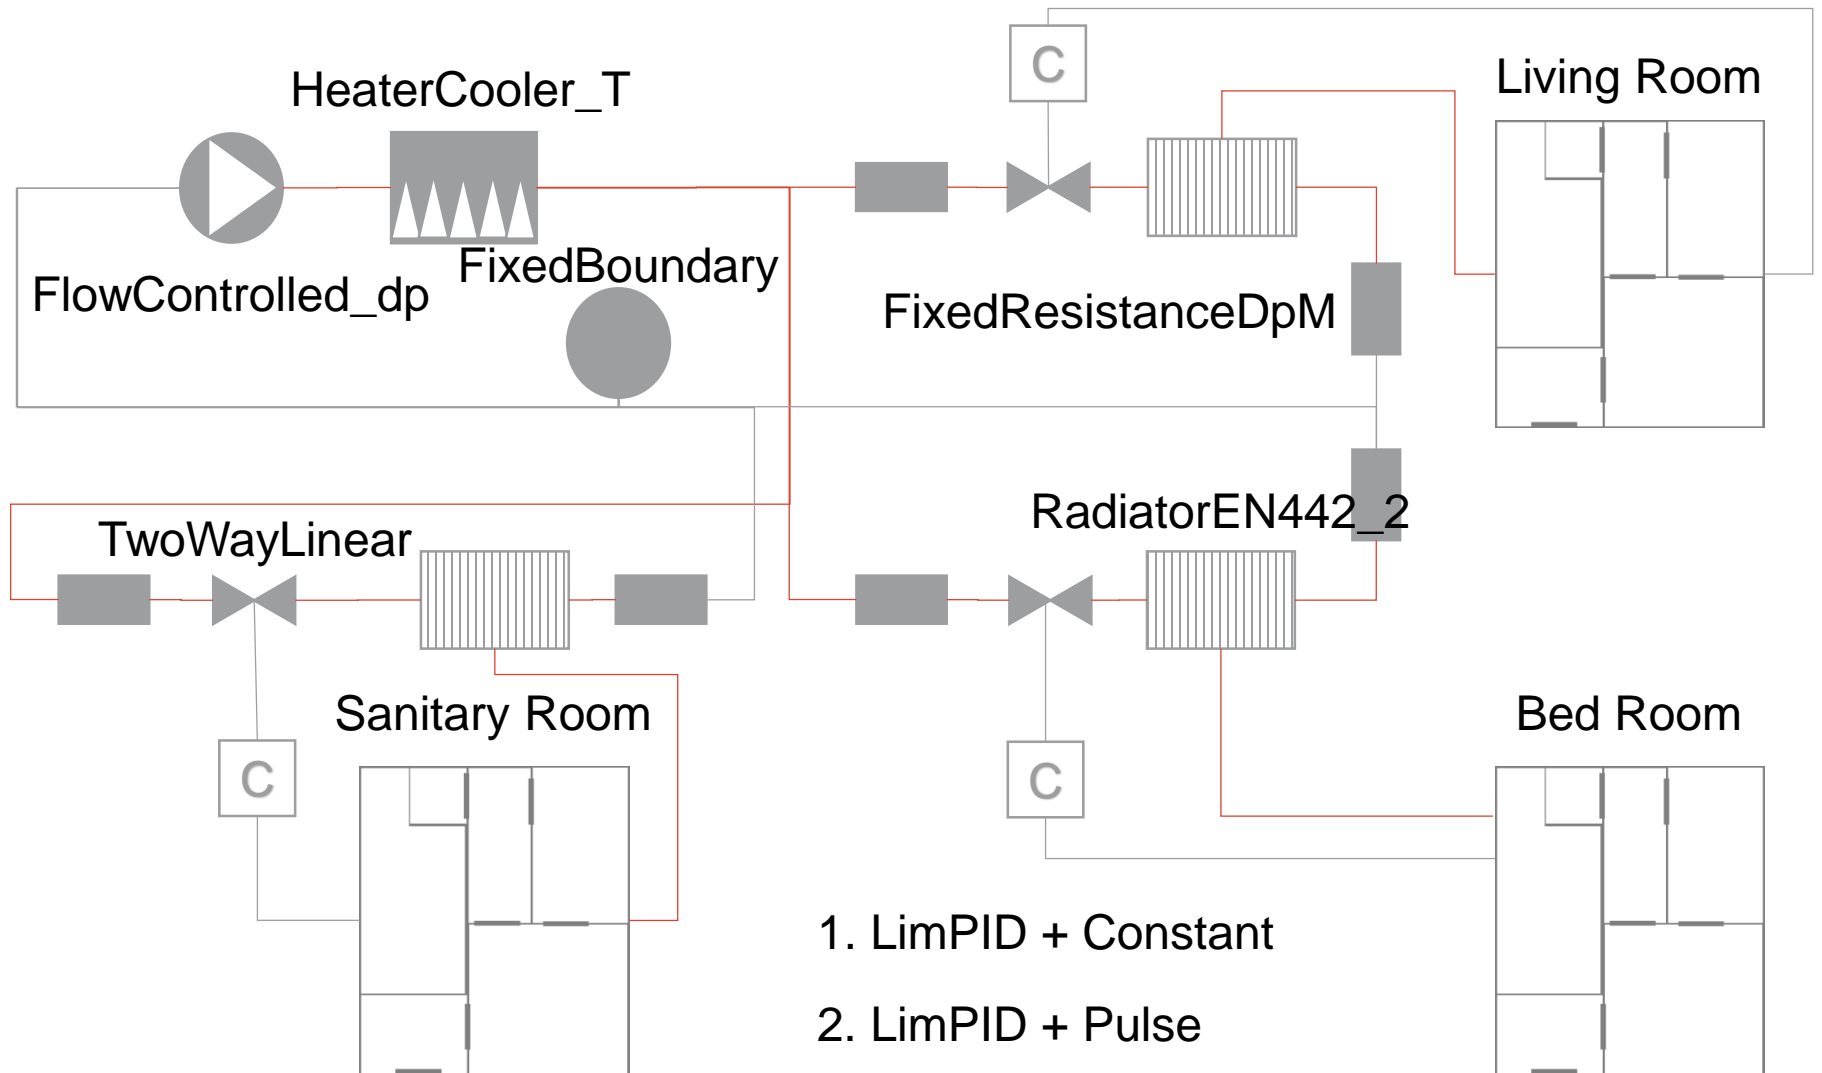 C
HeaterCooler_T
Living Room
FixedBoundary
FlowControlled_dp
FixedResistanceDpM
RadiatorEN442_2
TwoWayLinear
Sanitary Room
Bed Room
C
C
1. LimPID + Constant
2. LimPID + Pulse